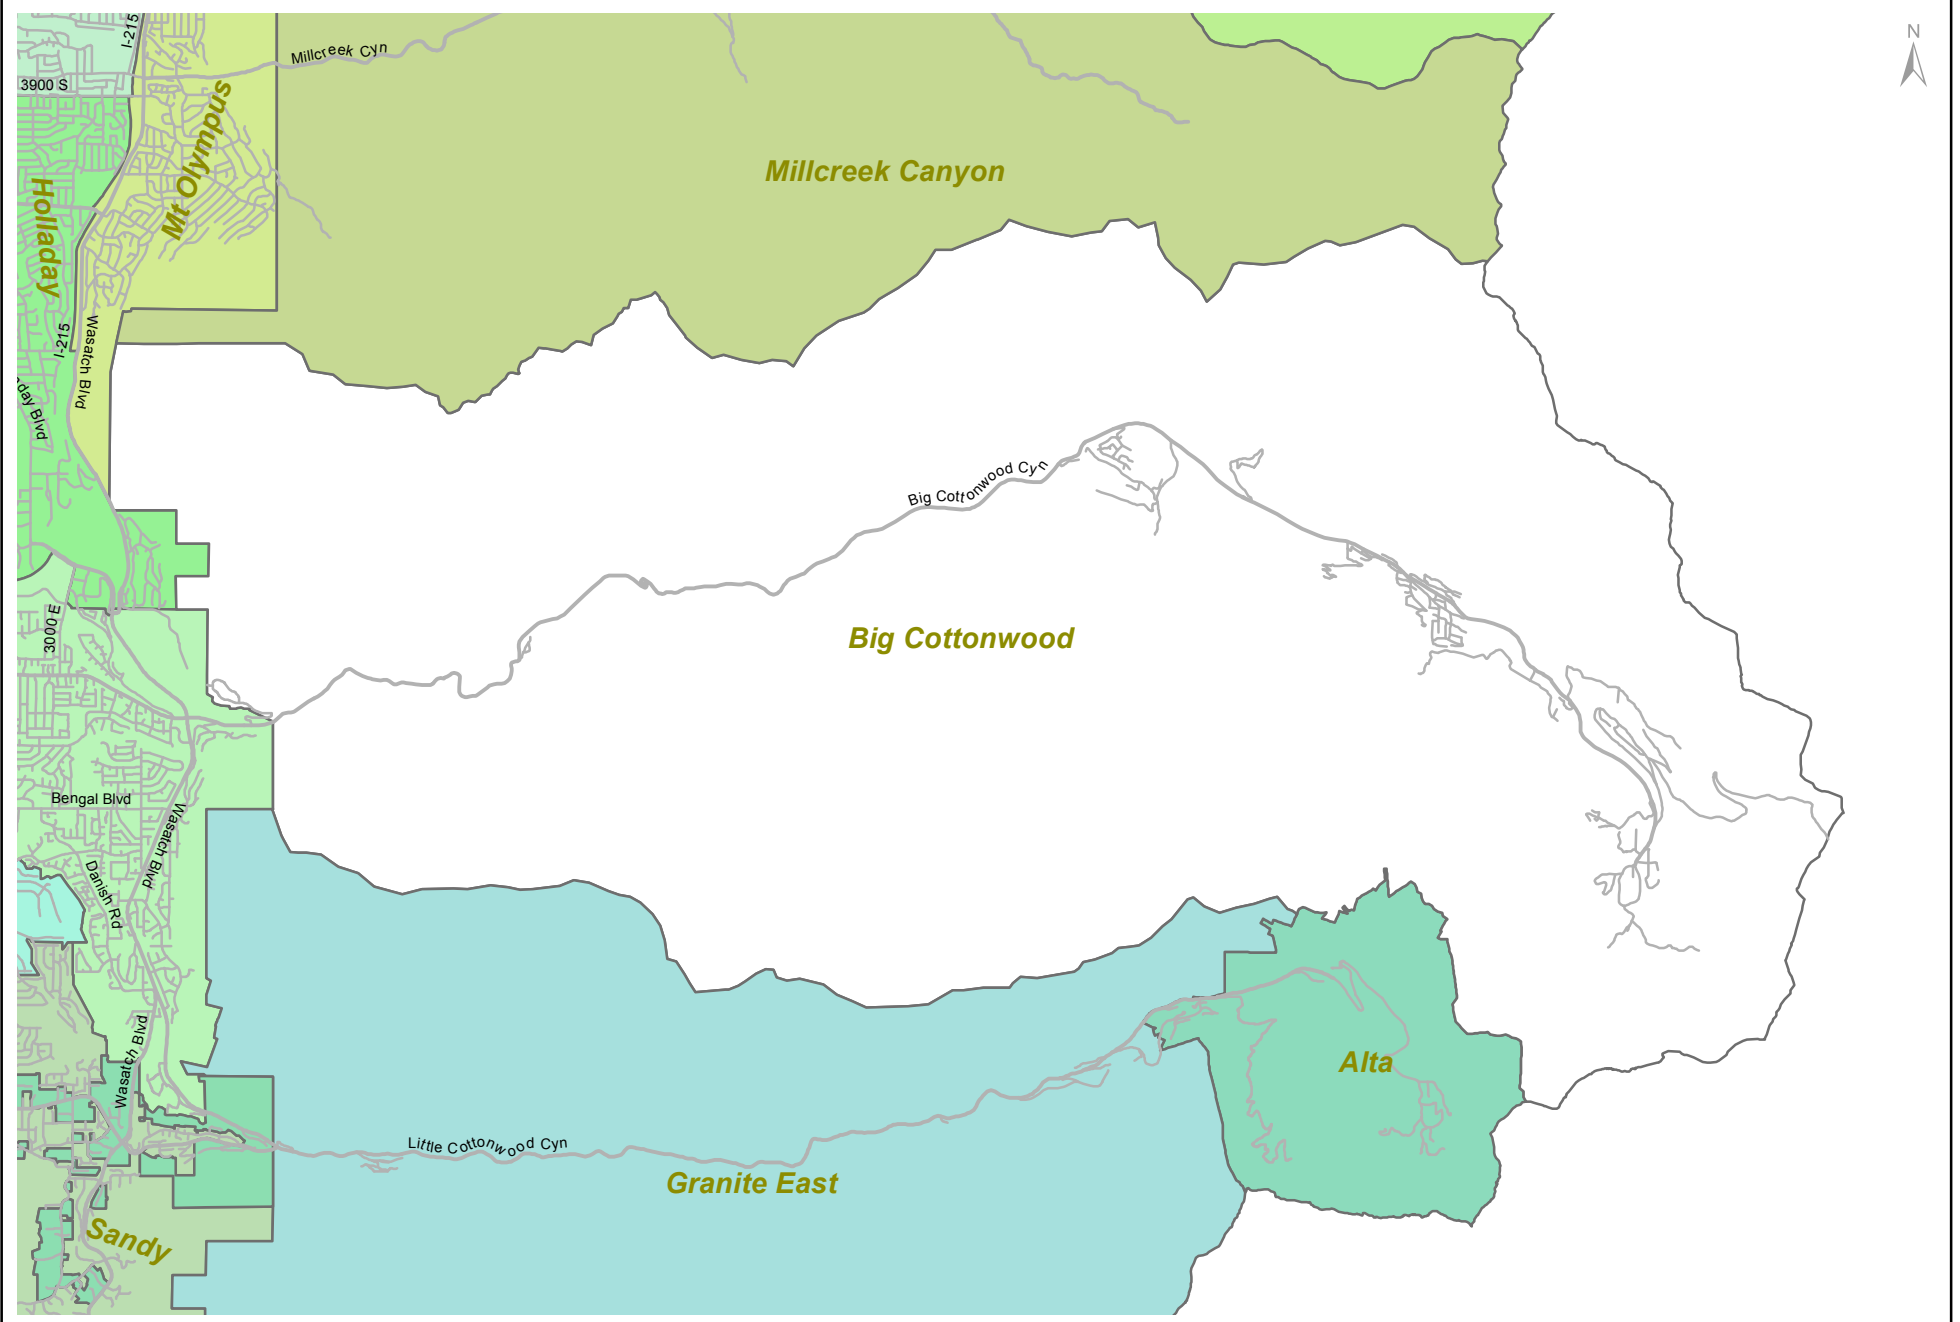 N
I-215
Millcreek Cyn
3900 S
Mt Olympus
Millcreek Canyon
Holladay
I-215
Wasatch Blvd
day Blvd
Big Cottonwood Cyn
3000 E
Big Cottonwood
Bengal Blvd
Wasatch Blvd
Danish Rd
Wasatch Blvd
Alta
Little Cottonwood Cyn
Granite East
Sandy